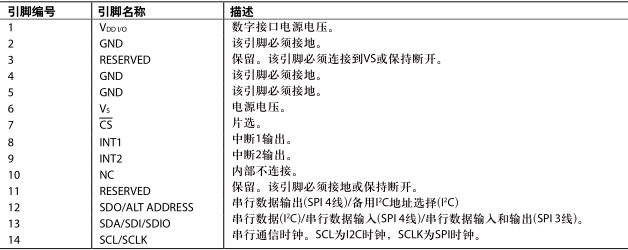 引脚编号 引脚名称 描述
1 VDD I/O 数字接口电源电压。
2 GND 该引脚必须接地。
3 RESERVED 保留。该引脚必须连接到VS或保持断开。
4 GND 该引脚必须接地。
5 GND 该引脚必须接地。
6 VS 电源电压。
7 CS 片选。
8 INT1 中断1输出。
9 INT2 中断2输出。
10 NC 内部不连接。
11 RESERVED 保留。该引脚必须接地或保持断开。
12 SDO/ALT ADDRESS 串行数据输出(SPI 4线)/备用I²C地址选择(I²C)
13 SDA/SDI/SDIO 串行数据(I²C)/串行数据输入(SPI 4线)/串行数据输入和输出(SPI 3线)。
14 SCL/SCLK 串行通信时钟。SCL为I2C时钟，SCLK为SPI时钟。